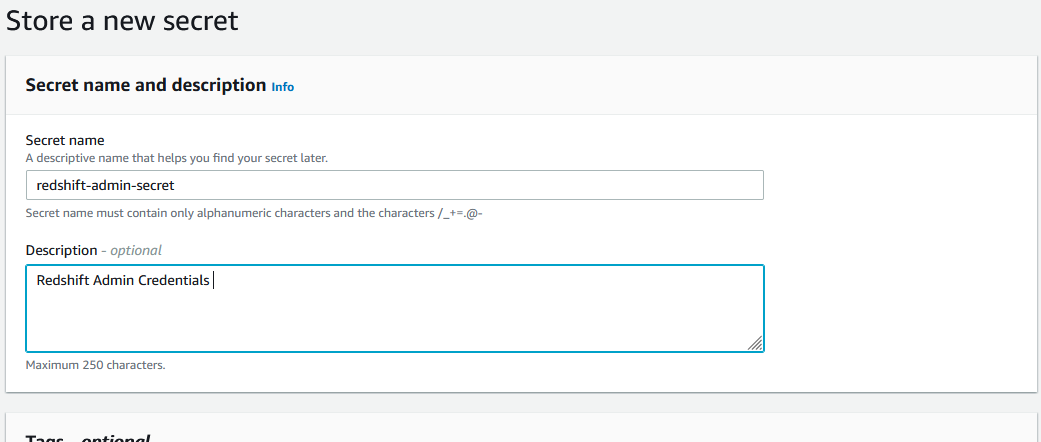 Store a new secret
Secret name and description Info
Secret name
A descriptive name that helps you find your secret later.
redshift-admin-secret
Secret name must contain only alphanumeric characters and the characters /_+=.@-
Description - optional
Redshift Admin Credentials
Maximum 250 characters.
Tags - optional